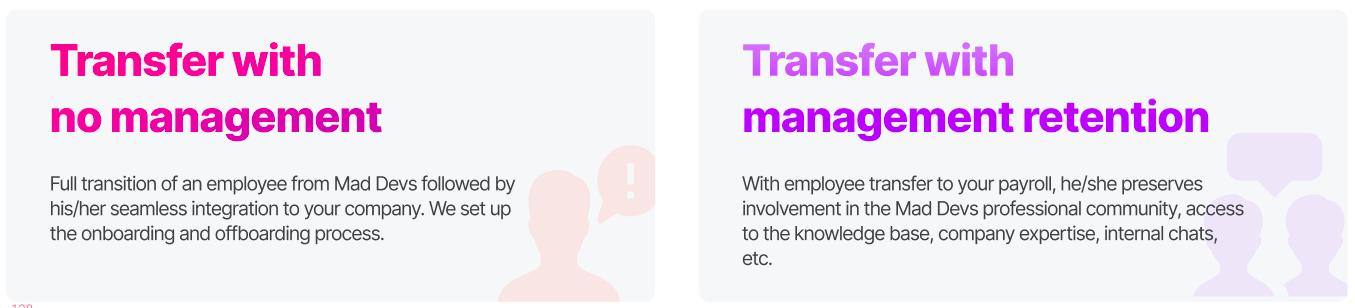 Transfer with
no management
Full transition of an employee from Mad Devs followed by
his/her seamless integration to your company. We set up
the onboarding and offboarding process.
Transfer with
management retention
With employee transfer to your payroll, he/she preserves
involvement in the Mad Devs professional community, access
to the knowledge base, company expertise, internal chats,
etc.